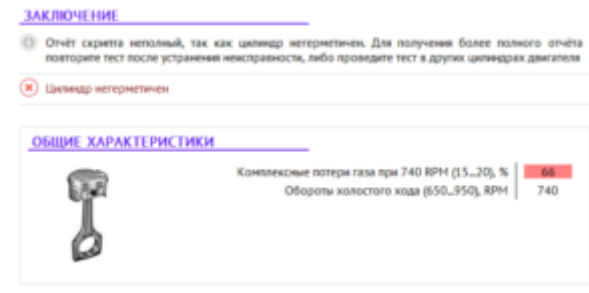 ЗАКЛЮЧЕНИЕ
Отчёт скрипта неполный, так как цилиндр негерметичен. Для получения более полного отчёта
повторите тест после устранения неисправности, либо проведите тест в других цилиндрах двигателя
Цилиндр негерметичен
ОБЩИЕ ХАРАКТЕРИСТИКИ
Комплексные потери газа при 740 RPM (15...20), % 66
Обороты холостого хода (650...950), RPM 740